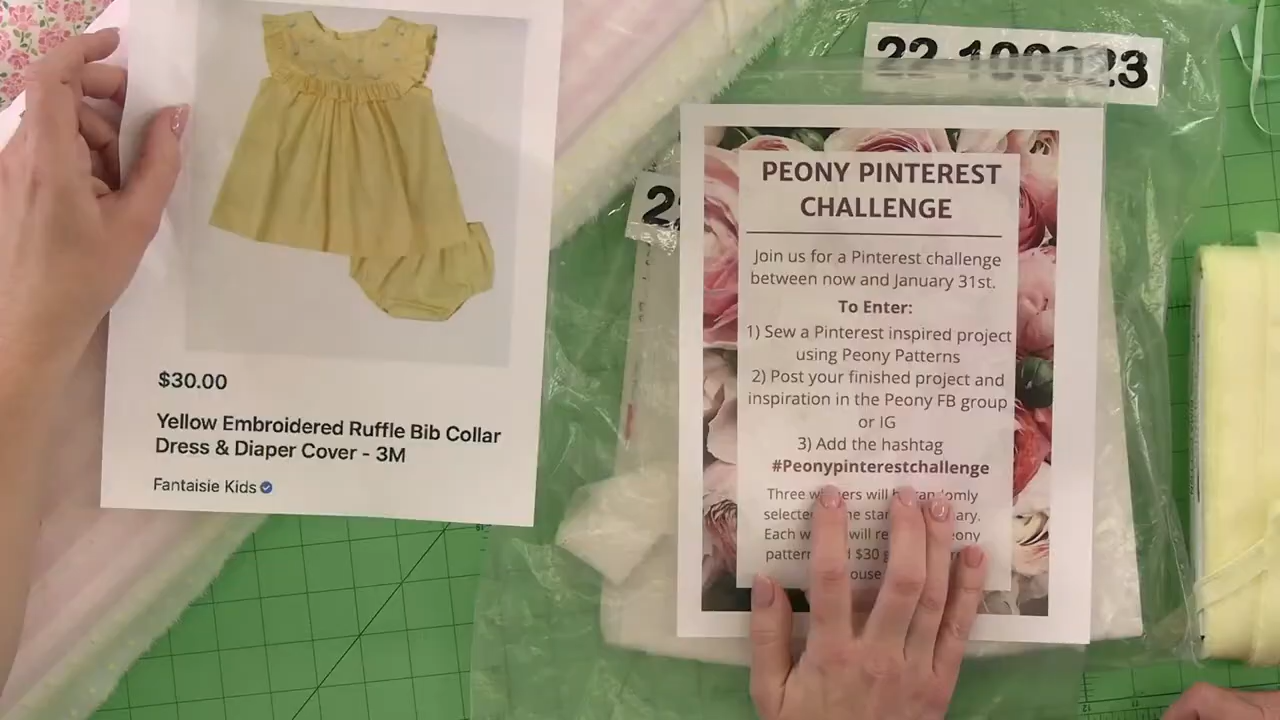 $30.00
Yellow Embroidered Ruffle Bib Collar
Dress & Diaper Cover - 3M
Fantaisie Kids
PEONY PINTEREST
CHALLENGE
Join us for a Pinterest challenge
between now and January 31st.
To Enter:
1) Sew a Pinterest inspired project
using Peony Patterns
2) Post your finished project and
inspiration in the Peony FB group
or IG
3) Add the hashtag
#Peonypinterestchallenge
Three will
Each will
$30